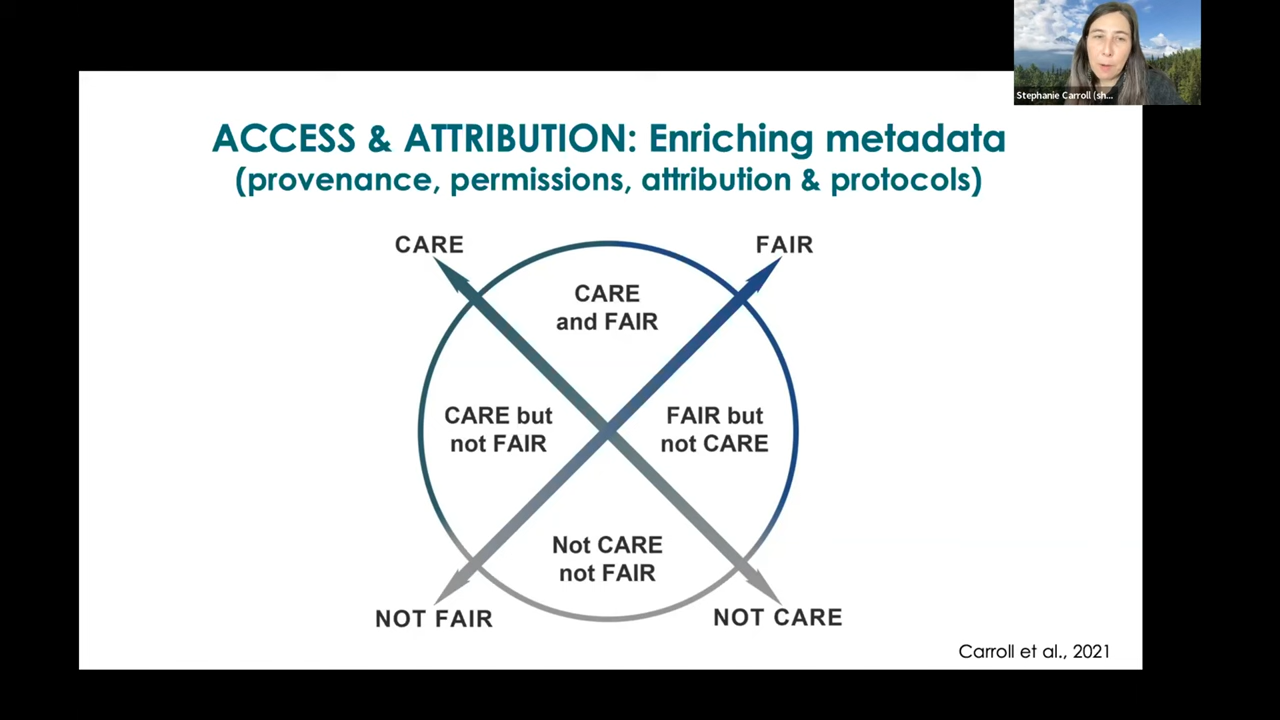 Stephanie Carroll (sh...
ACCESS & ATTRIBUTION: Enriching metadata
(provenance, permissions, attribution & protocols)
CARE
FAIR
CARE
and FAIR
CARE but
not FAIR
FAIR but
not CARE
Not CARE
not FAIR
NOT FAIR
NOT CARE
Carroll et al., 2021